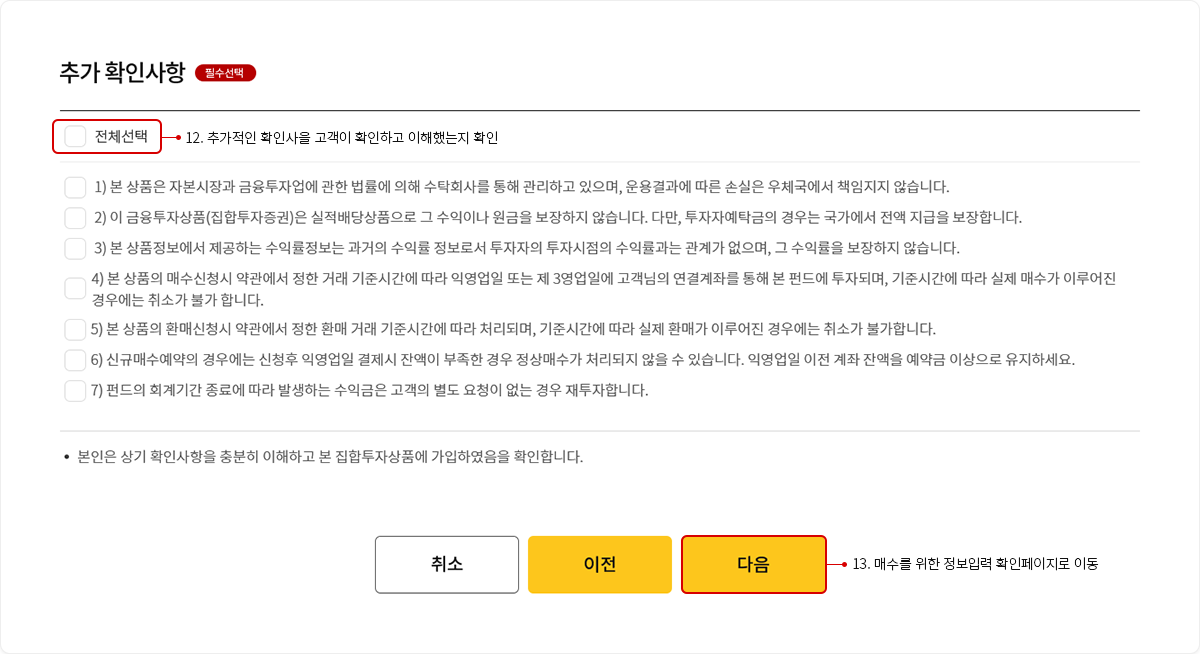 추가 확인사항 필수선택
전체선택 12. 추가적인 확인사을 고객이 확인하고 이해했는지 확인
1) 본 상품은 자본시장과 금융투자업에 관한 법률에 의해 수탁회사를 통해 관리하고 있으며, 운용결과에 따른 손실은 우체국에서 책임지지 않습니다.
2) 이 금융투자상품(집합투자증권)은 실적배당상품으로 그 수익이나 원금을 보장하지 않습니다. 다만, 투자자예탁금의 경우는 국가에서 전액 지급을 보장합니다.
3) 본 상품정보에서 제공하는 수익률정보는 과거의 수익률 정보로서 투자자의 투자시점의 수익률과는 관계가 없으며, 그 수익률을 보장하지 않습니다.
4) 본 상품의 매수신청시 약관에서 정한 거래 기준시간에 따라 익영업일 또는 제 3영업일에 고객님의 연결계좌를 통해 본 펀드에 투자되며, 기준시간에 따라 실제 매수가 이루어진
경우에는 취소가 불가 합니다.
5) 본 상품의 환매신청시 약관에서 정한 환매 거래 기준시간에 따라 처리되며, 기준시간에 따라 실제 환매가 이루어진 경우에는 취소가 불가합니다.
6) 신규매수예약의 경우에는 신청후 익영업일 결제시 잔액이 부족한 경우 정상매수가 처리되지 않을 수 있습니다. 익영업일 이전 계좌 잔액을 예약금 이상으로 유지하세요.
7) 펀드의 회계기간 종료에 따라 발생하는 수익금은 고객의 별도 요청이 없는 경우 재투자합니다.
• 본인은 상기 확인사항을 충분히 이해하고 본 집합투자상품에 가입하였음을 확인합니다.
취소 이전 다음 13. 매수를 위한 정보입력 확인페이지로 이동